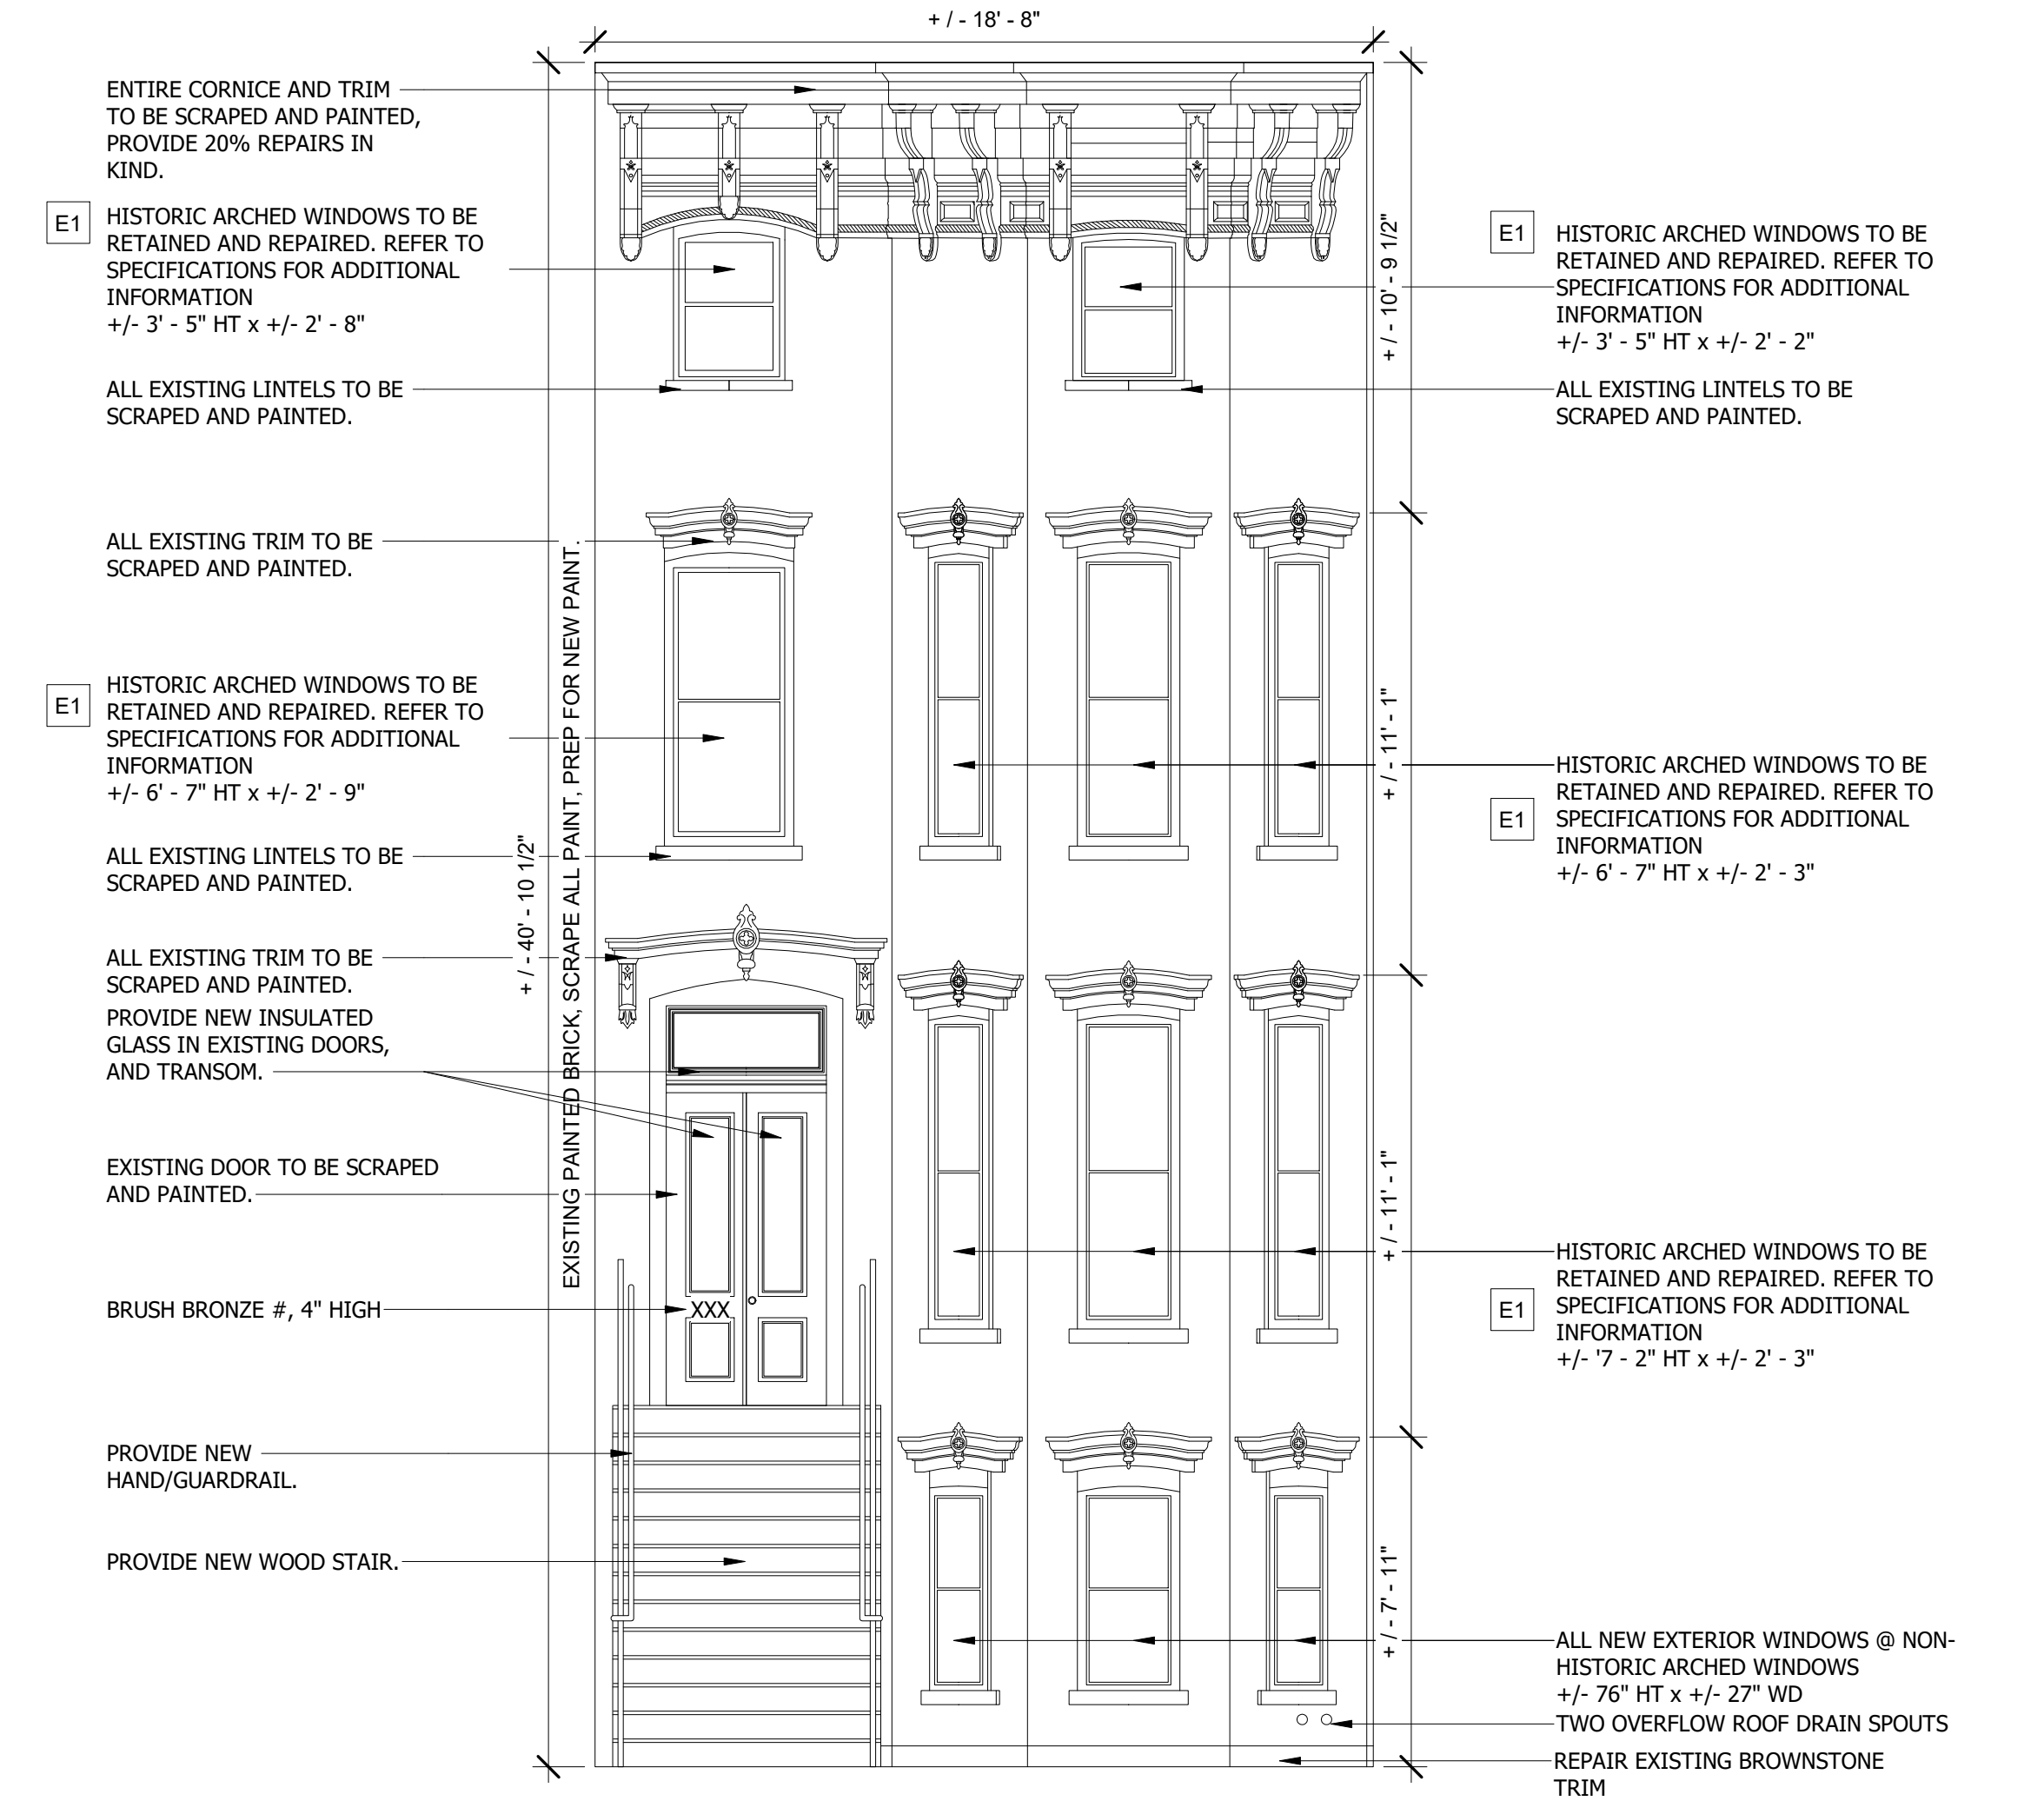 + / - 18' - 8"
ENTIRE CORNICE AND TRIM
TO BE SCRAPED AND PAINTED,
PROVIDE 20% REPAIRS IN
KIND.
E1
HISTORIC ARCHED WINDOWS TO BE
RETAINED AND REPAIRED. REFER TO
SPECIFICATIONS FOR ADDITIONAL
INFORMATION
+/- 3' - 5" HT x +/- 2' - 8"
ALL EXISTING LINTELS TO BE
SCRAPED AND PAINTED.
ALL EXISTING TRIM TO BE
SCRAPED AND PAINTED.
E1
HISTORIC ARCHED WINDOWS TO BE
RETAINED AND REPAIRED. REFER TO
SPECIFICATIONS FOR ADDITIONAL
INFORMATION
+/- 6' - 7" HT x +/- 2' - 9"
ALL EXISTING LINTELS TO BE
SCRAPED AND PAINTED.
ALL EXISTING TRIM TO BE
SCRAPED AND PAINTED.
PROVIDE NEW INSULATED
GLASS IN EXISTING DOORS,
AND TRANSOM.
EXISTING DOOR TO BE SCRAPED
AND PAINTED.
BRUSH BRONZE #, 4" HIGH
PROVIDE NEW
HAND/GUARDRAIL.
PROVIDE NEW WOOD STAIR.
+ / - 40' - 10 1/2"
EXISTING PAINTED BRICK, SCRAPE ALL PAINT, PREP FOR NEW PAINT.
XXX
+ / - 10' - 9 1/2"
+ / - 11' - 1"
+ / - 11' - 1"
+ / - 7' - 11"
E1
HISTORIC ARCHED WINDOWS TO BE
RETAINED AND REPAIRED. REFER TO
SPECIFICATIONS FOR ADDITIONAL
INFORMATION
+/- 3' - 5" HT x +/- 2' - 2"
ALL EXISTING LINTELS TO BE
SCRAPED AND PAINTED.
E1
HISTORIC ARCHED WINDOWS TO BE
RETAINED AND REPAIRED. REFER TO
SPECIFICATIONS FOR ADDITIONAL
INFORMATION
+/- 6' - 7" HT x +/- 2' - 3"
E1
HISTORIC ARCHED WINDOWS TO BE
RETAINED AND REPAIRED. REFER TO
SPECIFICATIONS FOR ADDITIONAL
INFORMATION
+/- '7 - 2" HT x +/- 2' - 3"
ALL NEW EXTERIOR WINDOWS @ NON-
HISTORIC ARCHED WINDOWS
+/- 76" HT x +/- 27" WD
TWO OVERFLOW ROOF DRAIN SPOUTS
REPAIR EXISTING BROWNSTONE
TRIM